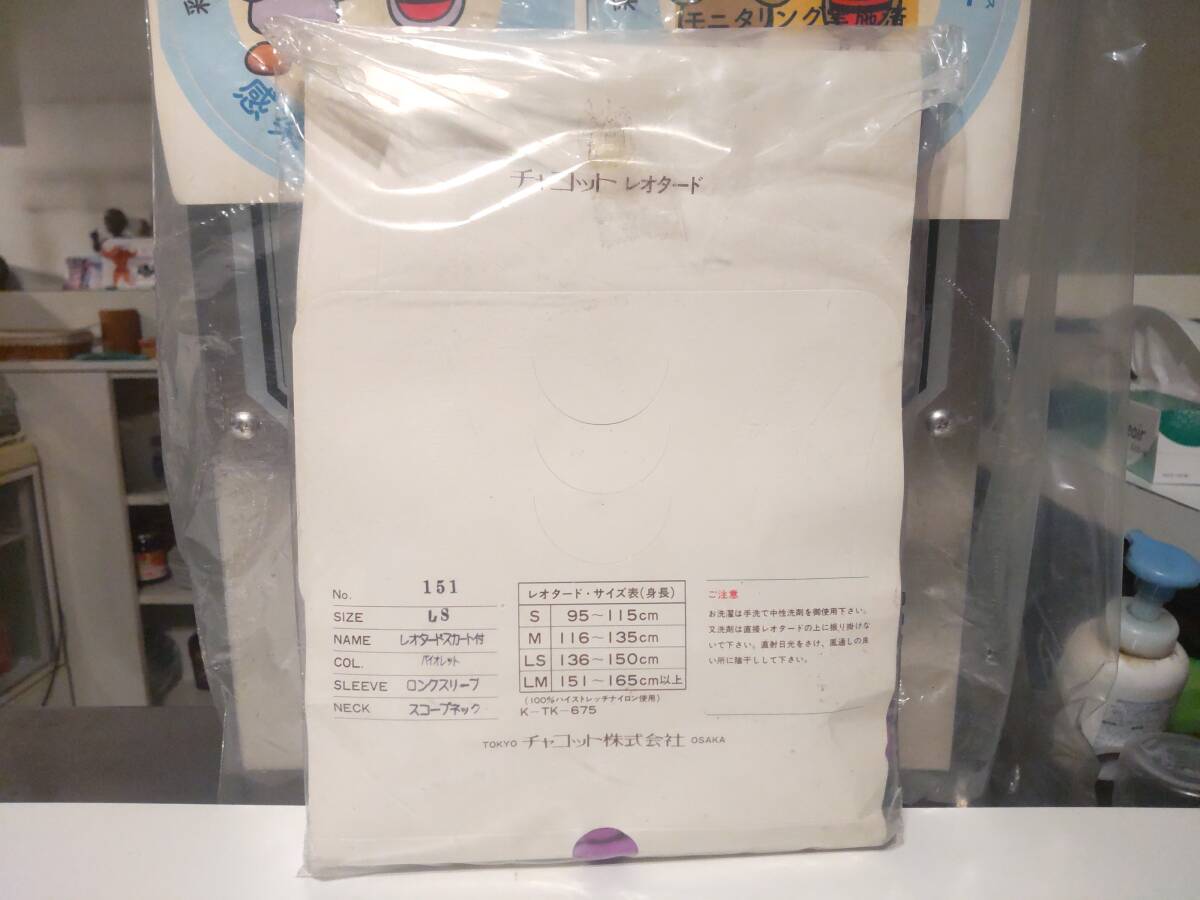 感染
モニタリング実施済
チャコット レオタード
No. 151
SIZE LS
NAME レオタードスカート付
COL. バイオレット
SLEEVE ロングスリーブ
NECK スコープネック
レオタード・サイズ表(身長)
S 95～115cm
M 116～135cm
LS 136～150cm
LM 151～165cm以上
(100%ハイストレッチナイロン使用)
K-TK-675
ご注意
お洗濯は手洗で中性洗剤を御使用下さい。
又洗剤は直接レオタードの上に振り掛けな
いで下さい。直射日光をさけ、風通しの良
い所に陰干しして下さい。
TOKYO チャコット株式会社 OSAKA